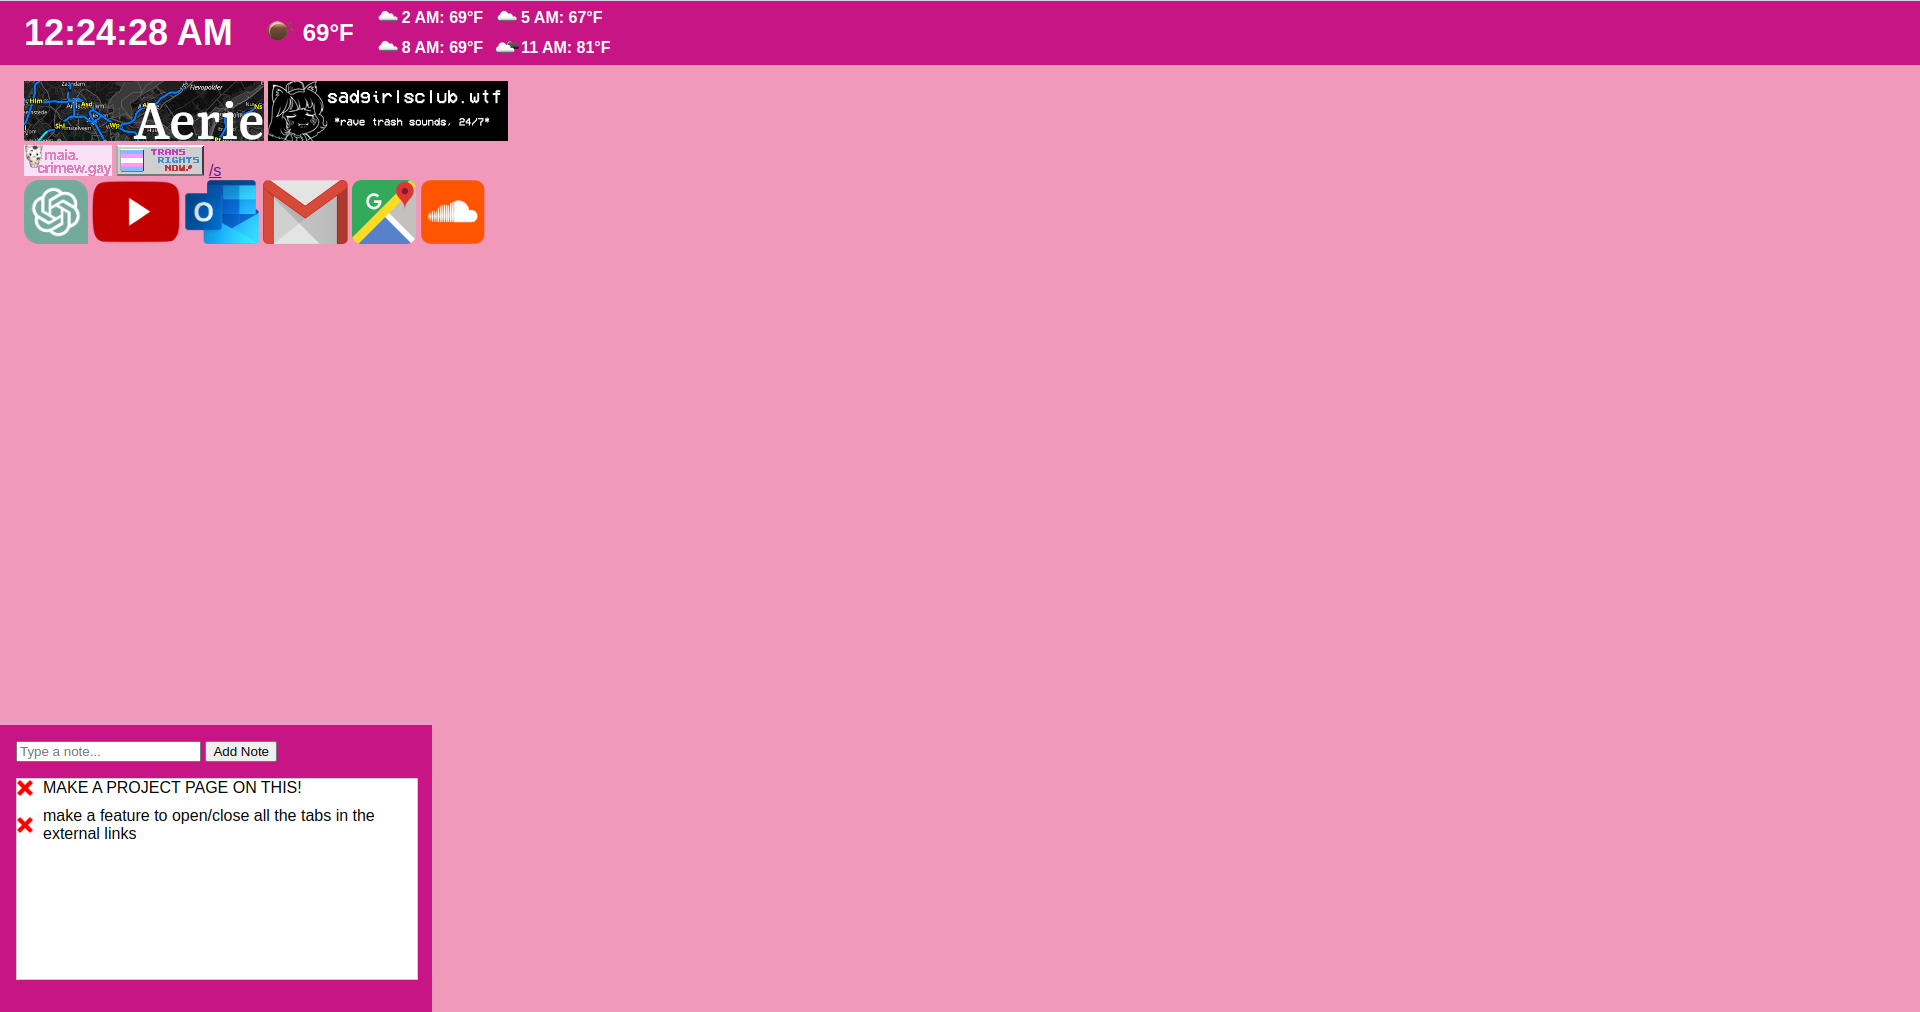 12:24:28 AM
69°F
2 AM: 69°F
5 AM: 67°F
8 AM: 69°F
11 AM: 81°F
Aerie
sadgirlsclub.wtf
*rave trash sounds, 24/7*
maia.
crimew.gay
TRANS
RIGHTS
NOW!
/s
O
G
Type a note...
Add Note
MAKE A PROJECT PAGE ON THIS!
make a feature to open/close all the tabs in the
external links